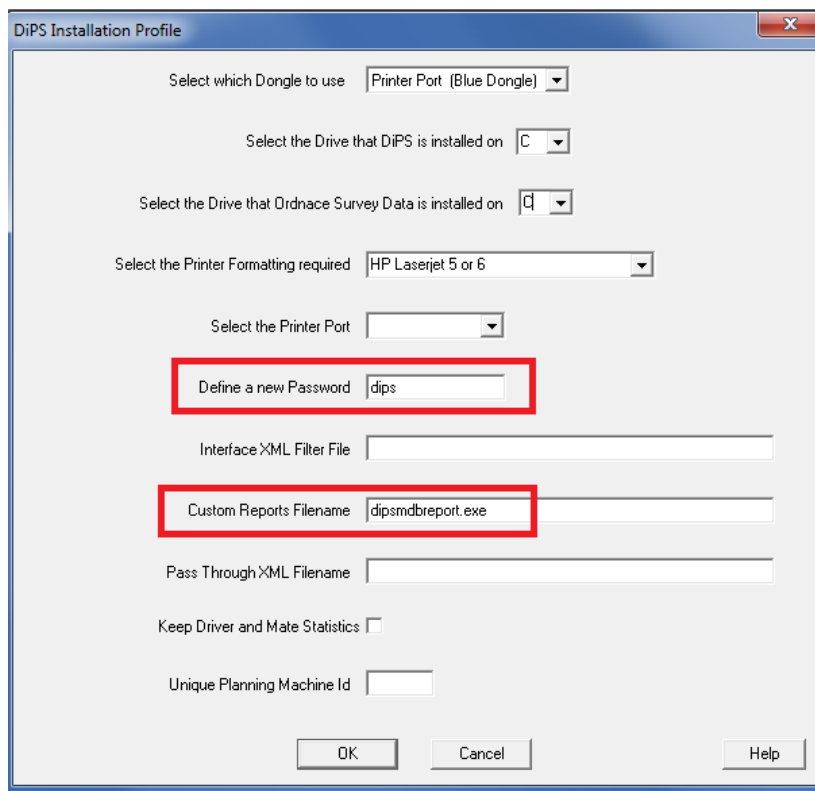 DiPS Installation Profile
Select which Dongle to use Printer Port (Blue Dongle)
Select the Drive that DiPS is installed on C
Select the Drive that Ordnace Survey Data is installed on C
Select the Printer Formatting required HP Laserjet 5 or 6
Select the Printer Port
Define a new Password dips
Interface XML Filter File
Custom Reports Filename dipsmdbreport.exe
Pass Through XML Filename
Keep Driver and Mate Statistics
Unique Planning Machine Id
OK Cancel Help